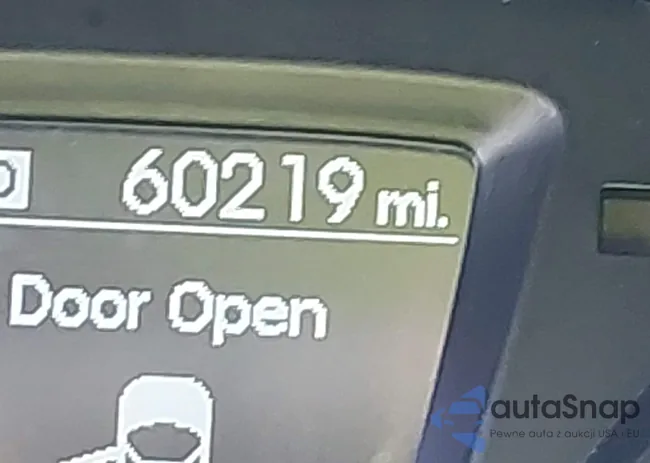 60219 mi.
Door Open
autaSnap
Pewne auta z aukcji USA i EU